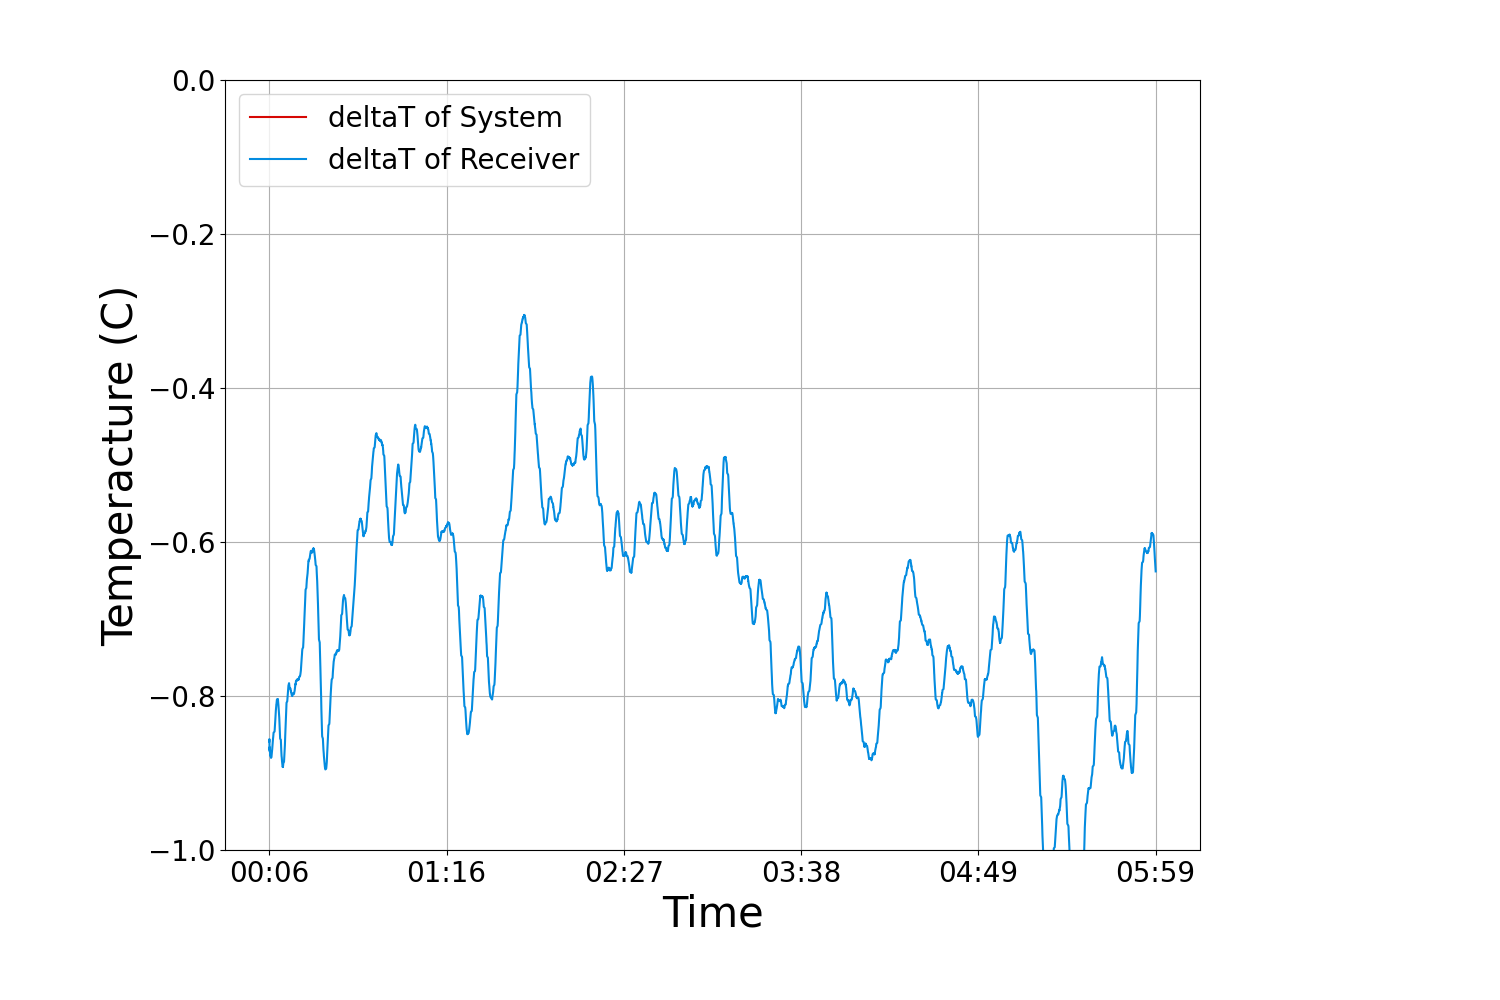 0.0
deltaT of System
deltaT of Receiver
−0.2
−0.4
−0.6
−0.8
−1.0
Temperacture (C)
00:06 01:16 02:27 03:38 04:49 05:59
Time